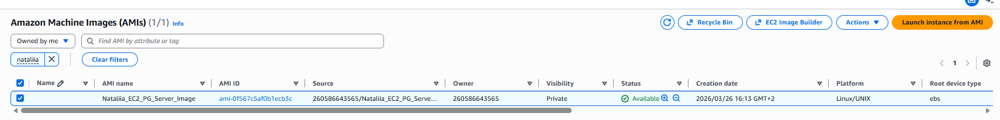 Amazon Machine Images (AMIs) (1/1) Info
Recycle Bin
EC2 Image Builder
Actions
Launch instance from AMI
Owned by me
Find AMI by attribute or tag
nataliia
Clear filters
1
Name AMI name AMI ID Source Owner Visibility Status Creation date Platform Root device type
Nataliia_EC2_PG_Server_Image ami-0f567c5af0b1ecb3c 260586643565/Nataliia_EC2_PG_Serve... 260586643565 Private Available 2026/03/26 16:13 GMT+2 Linux/UNIX ebs